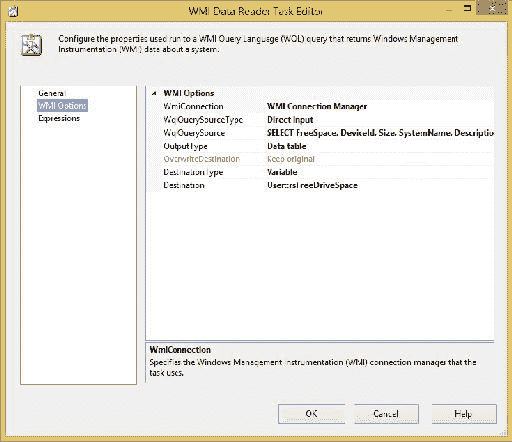 WMI Data Reader Task Editor
Configure the properties used run to a WMI Query Language (WQL) query that returns Windows Management
Instrumentation (WMI) data about a system.
General
WMI Options
Expressions
WMI Options
WmiConnection WMI Connection Manager
WqlQuerySourceType Direct input
WqlQuerySource SELECT FreeSpace, DeviceId, Size, SystemName, Descriptio
OutputType Data table
OverwriteDestination Keep original
DestinationType Variable
Destination User::rsFreeDriveSpace
WmiConnection
Specifies the Windows Management Instrumentation (WMI) connection manager that the
task uses.
OK
Cancel
Help